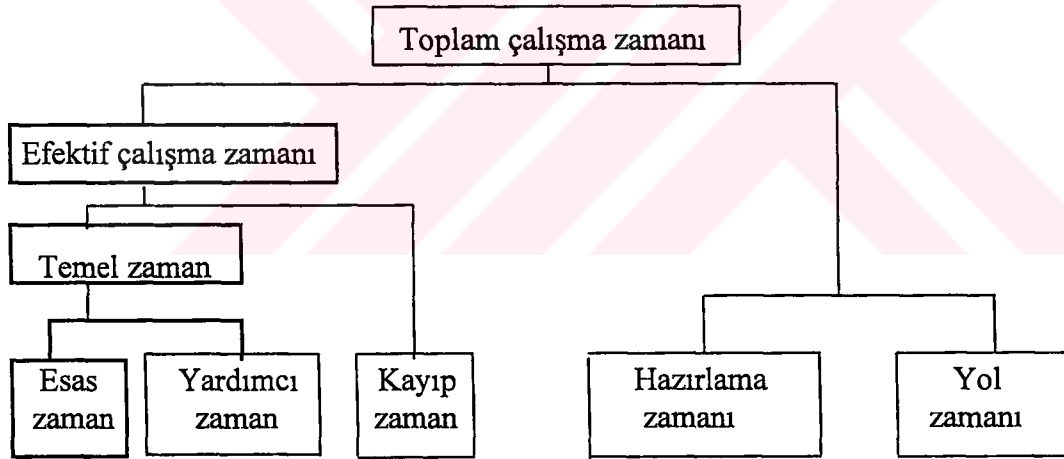 Toplam çalışma zamanı
Efektif çalışma zamanı
Temel zaman
Esas
zaman
Yardımcı
zaman
Kayıp
zaman
Hazırlama
zamanı
Yol
zamanı